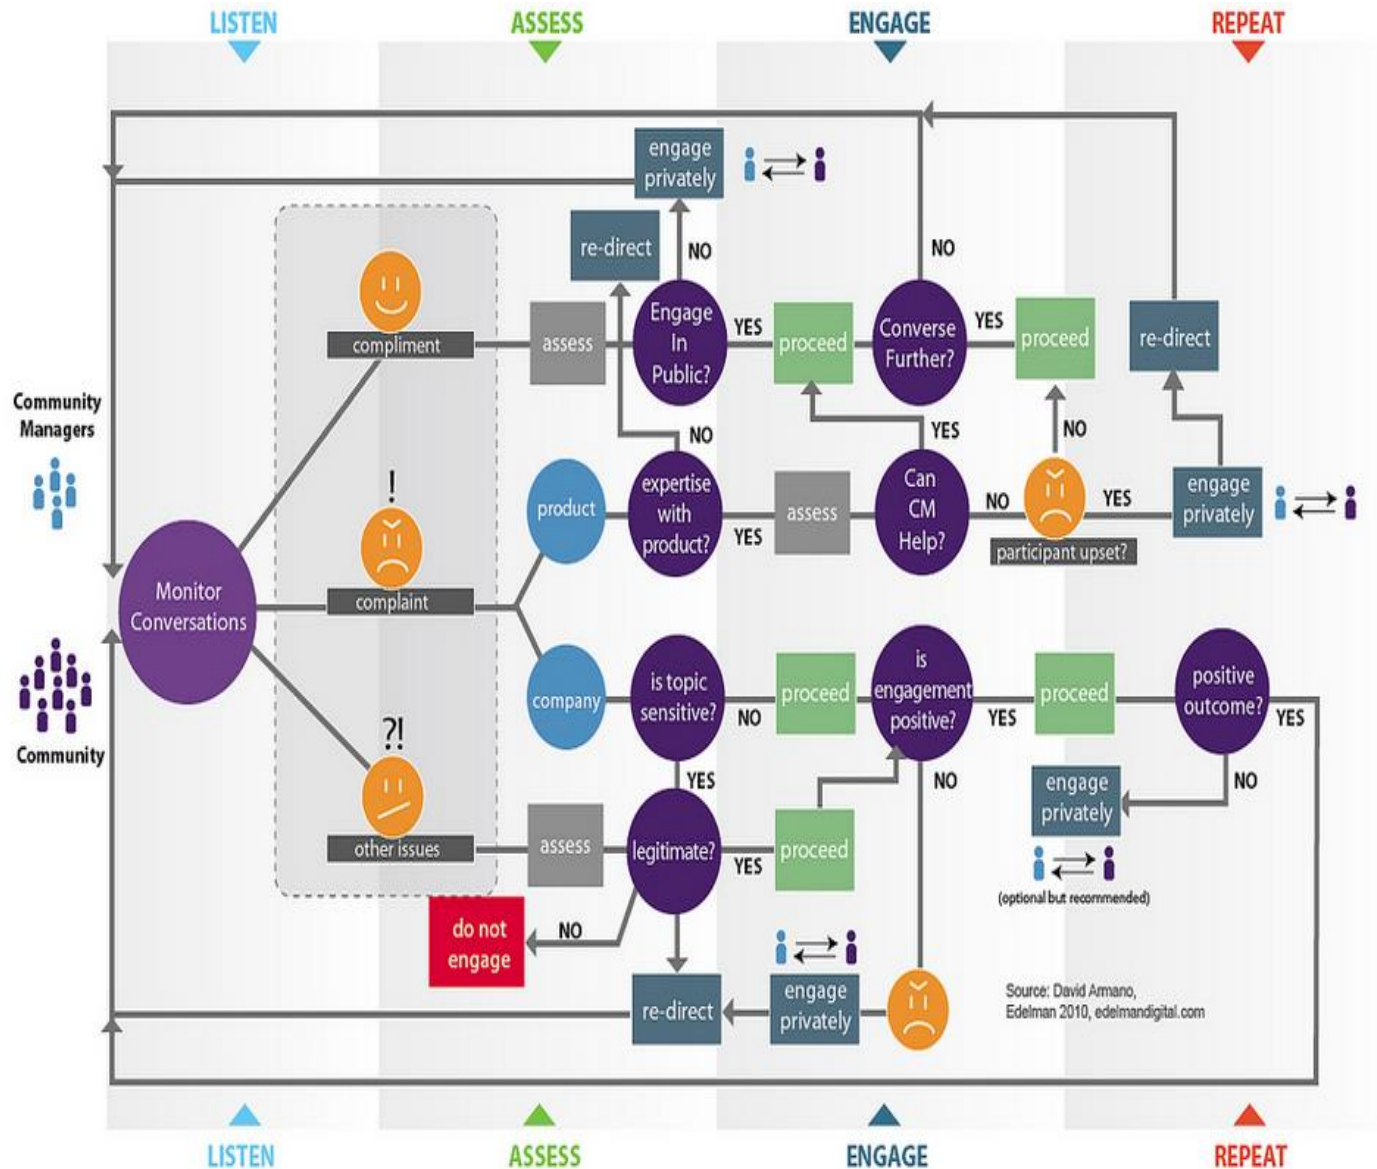 LISTEN
ASSESS
ENGAGE
REPEAT
engage
privately
re-direct
NO
NO
compliment
assess
Engage
In
Public?
YES
proceed
Converse
Further?
YES
proceed
re-direct
Community
Managers
NO
YES
NO
!
complaint
product
expertise
with
product?
YES
assess
Can
CM
Help?
NO
participant upset?
YES
engage
privately
Monitor
Conversations
company
is topic
sensitive?
NO
proceed
is
engagement
positive?
YES
proceed
positive
outcome?
YES
Community
?!
other issues
YES
NO
NO
assess
legitimate?
YES
proceed
engage
privately
(optional but recommended)
do not
engage
NO
re-direct
engage
privately
Source: David Armano,
Edelman 2010, edelmandigital.com
LISTEN
ASSESS
ENGAGE
REPEAT